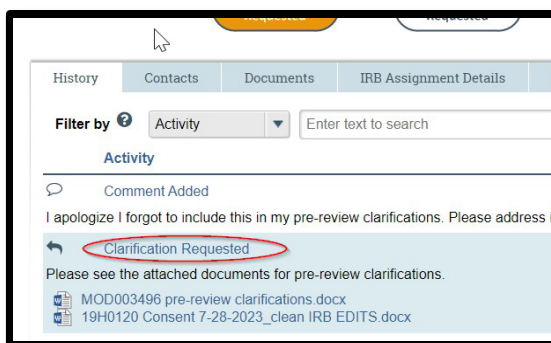 Requested Requested
History Contacts Documents IRB Assignment Details
Filter by ? Activity Enter text to search
Activity
Comment Added
I apologize I forgot to include this in my pre-review clarifications. Please address
Clarification Requested
Please see the attached documents for pre-review clarifications.
MOD003496 pre-review clarifications.docx
19H0120 Consent 7-28-2023_clean IRB EDITS.docx